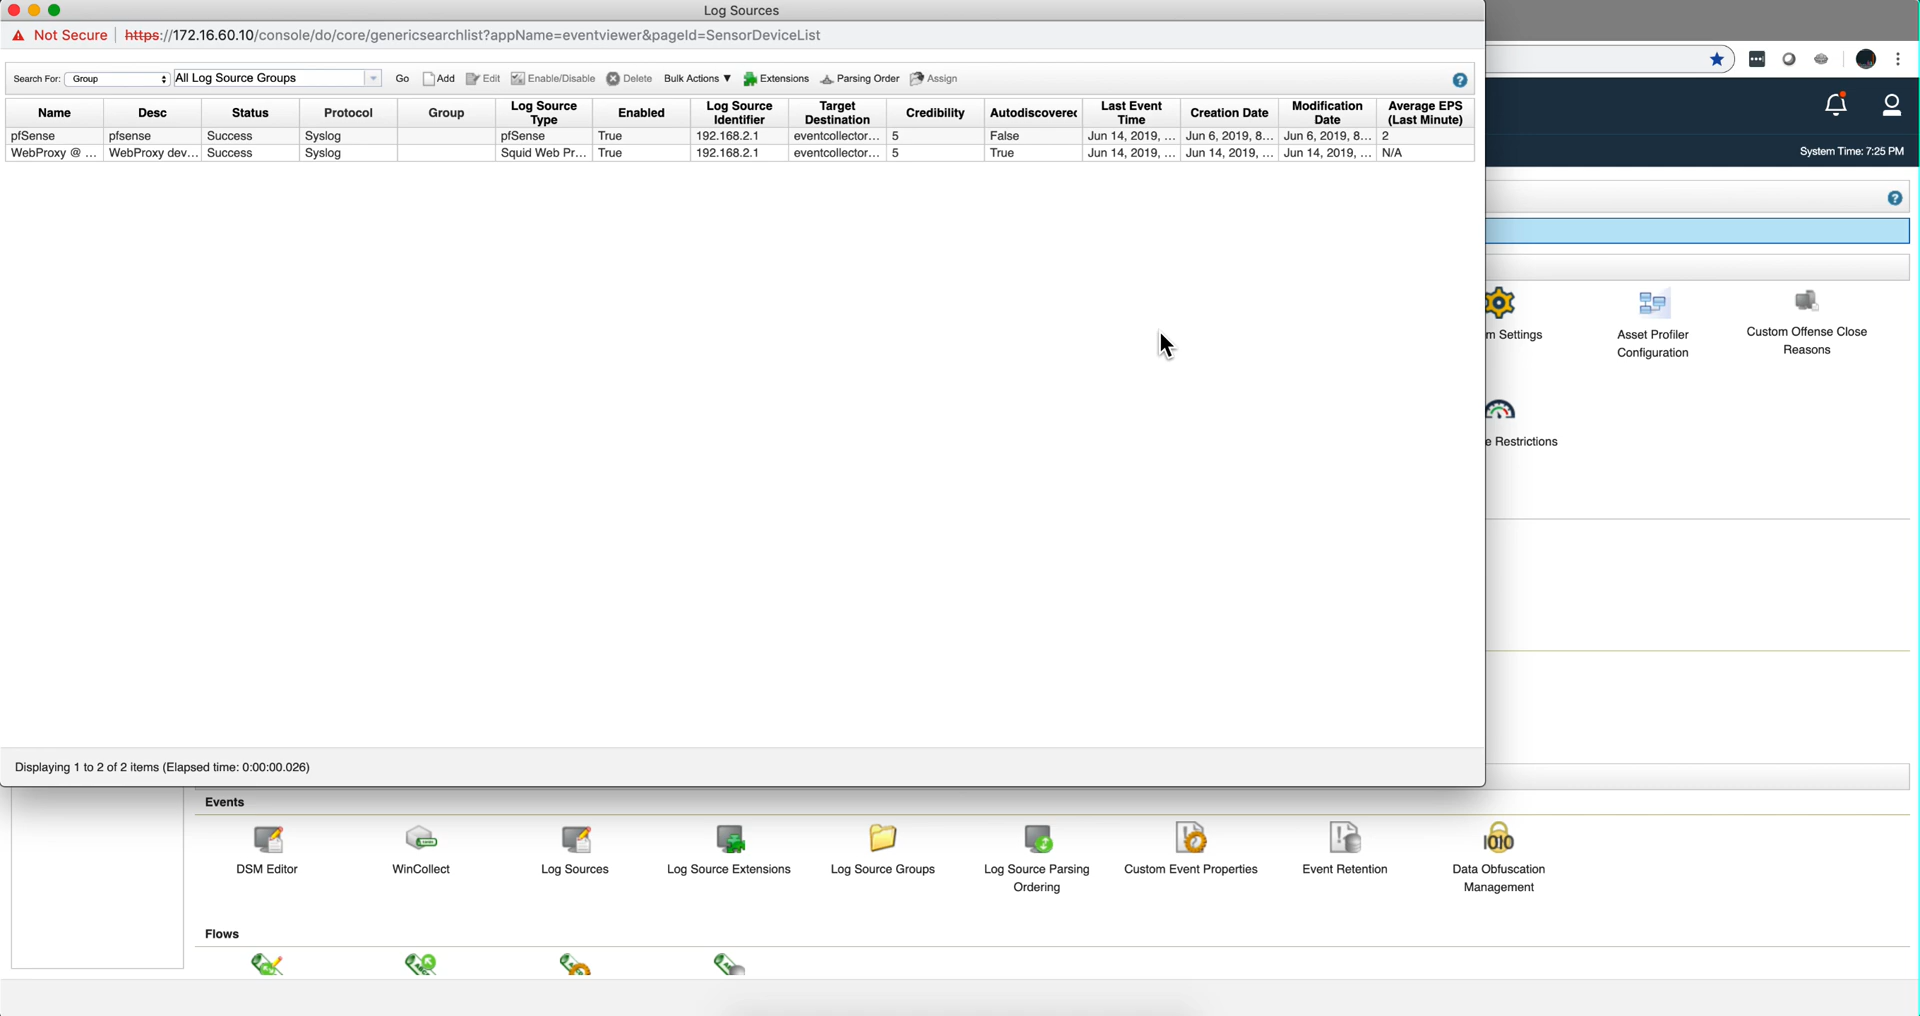 Log Sources
Not Secure | https://172.16.60.10/console/do/core/genericsearchlist?appName=eventviewer&pageId=SensorDeviceList
Search For: Group All Log Source Groups Go Add Edit Enable/Disable Delete Bulk Actions ▼ Extensions Parsing Order Assign
Name Desc Status Protocol Group Log Source Type Enabled Log Source Identifier Target Destination Credibility Autodiscovered Last Event Time Creation Date Modification Date Average EPS (Last Minute)
pfSense pfsense Success Syslog pfSense True 192.168.2.1 eventcollector... 5 False Jun 14, 2019, ... Jun 6, 2019, 8... Jun 6, 2019, 8... 2
WebProxy @ ... WebProxy dev... Success Syslog Squid Web Pr... True 192.168.2.1 eventcollector... 5 True Jun 14, 2019, ... Jun 14, 2019, ... Jun 14, 2019, ... N/A
System Time: 7:25 PM
m Settings
Asset Profiler
Configuration
Custom Offense Close
Reasons
e Restrictions
Displaying 1 to 2 of 2 items (Elapsed time: 0:00:00.026)
Events
DSM Editor
WinCollect
Log Sources
Log Source Extensions
Log Source Groups
Log Source Parsing
Ordering
Custom Event Properties
Event Retention
1010
Data Obfuscation
Management
Flows